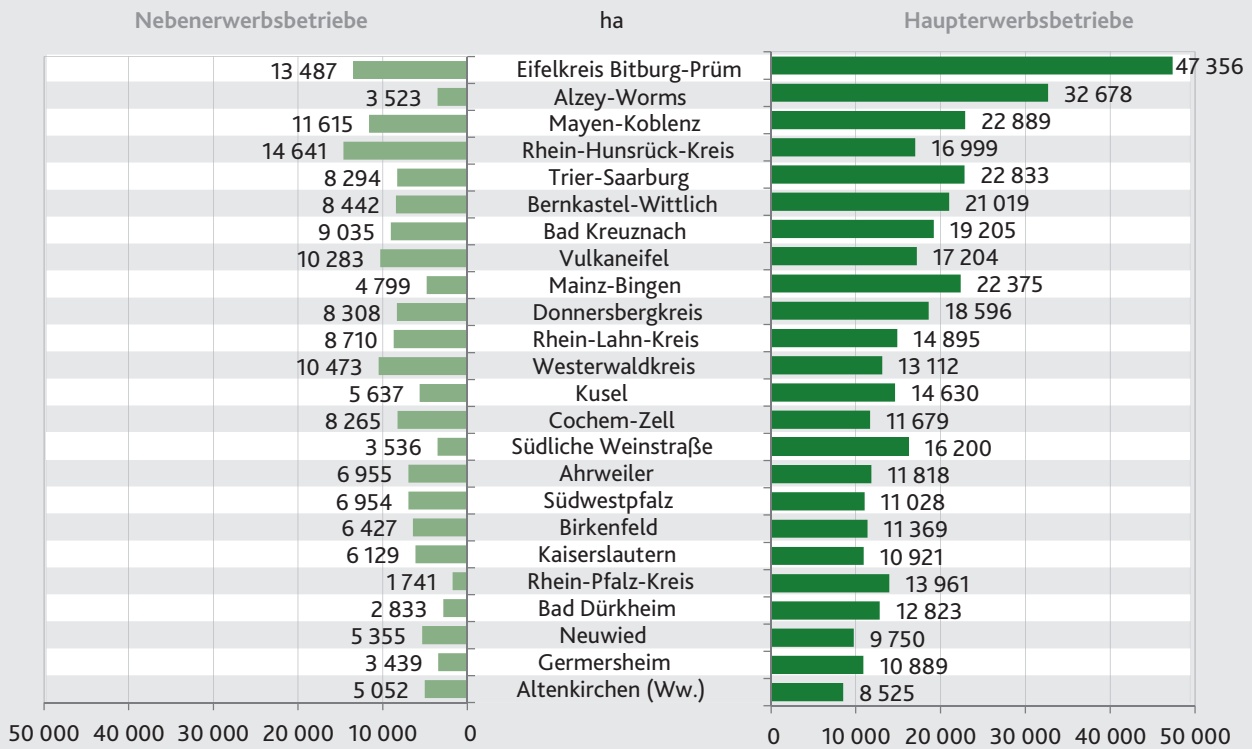 Nebenerwerbsbetriebe ha Haupterwerbsbetriebe
13 487 Eifelkreis Bitburg-Prüm 47 356
3 523 Alzey-Worms 32 678
11 615 Mayen-Koblenz 22 889
14 641 Rhein-Hunsrück-Kreis 16 999
8 294 Trier-Saarburg 22 833
8 442 Bernkastel-Wittlich 21 019
9 035 Bad Kreuznach 19 205
10 283 Vulkaneifel 17 204
4 799 Mainz-Bingen 22 375
8 308 Donnersbergkreis 18 596
8 710 Rhein-Lahn-Kreis 14 895
10 473 Westerwaldkreis 13 112
5 637 Kusel 14 630
8 265 Cochem-Zell 11 679
3 536 Südliche Weinstraße 16 200
6 955 Ahrweiler 11 818
6 954 Südwestpfalz 11 028
6 427 Birkenfeld 11 369
6 129 Kaiserslautern 10 921
1 741 Rhein-Pfalz-Kreis 13 961
2 833 Bad Dürkheim 12 823
5 355 Neuwied 9 750
3 439 Germersheim 10 889
5 052 Altenkirchen (Ww.) 8 525
50 000 40 000 30 000 20 000 10 000 0 0 10 000 20 000 30 000 40 000 50 000